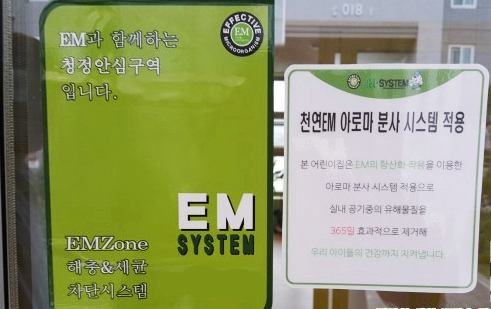 EM과 함께하는
청정안심구역
입니다.
EFFECTIVE
EM
MICROORGANISM
EM
SYSTEM
EMZone
해충&세균
차단시스템
SYSTEM
천연EM 아로마 분사 시스템 적용
본 어린이집은 EM의 항산화 작용을 이용한
아로마 분사 시스템 적용으로
실내 공기중의 유해물질을
365일 효과적으로 제거해
우리 아이들의 건강까지 지켜냅니다.